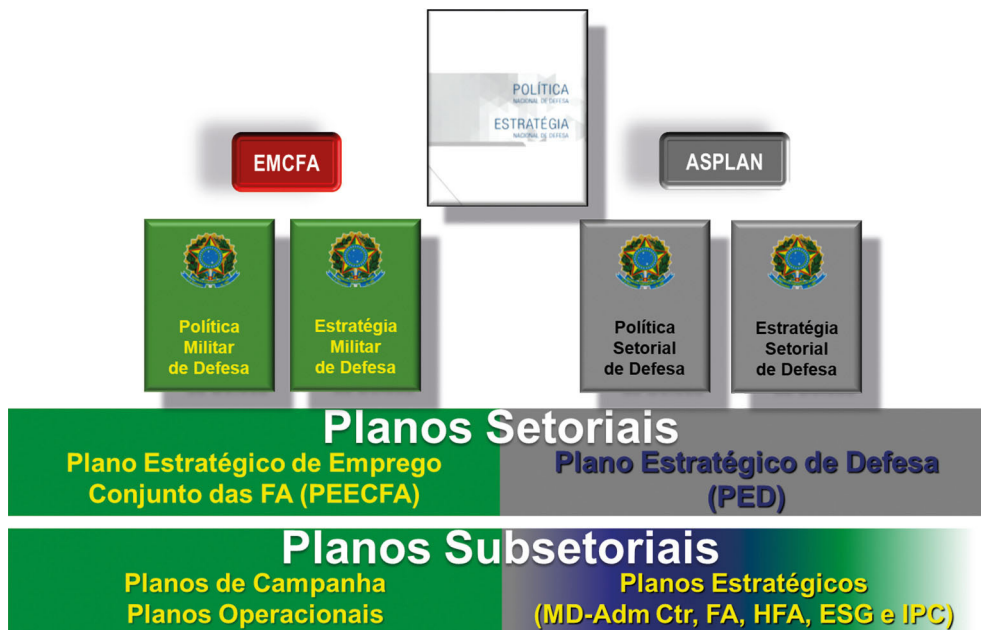 POLÍTICA
NACIONAL DE DEFESA
ESTRATÉGIA
NACIONAL DE DEFESA
EMCFA
ASPLAN
Política
Militar
de Defesa
Estratégia
Militar
de Defesa
Política
Setorial
de Defesa
Estratégia
Setorial
de Defesa
Planos Setoriais
Plano Estratégico de Emprego
Conjunto das FA (PEECFA)
Plano Estratégico de Defesa
(PED)
Planos Subsetoriais
Planos de Campanha
Planos Operacionais
Planos Estratégicos
(MD-Adm Ctr, FA, HFA, ESG e IPC)